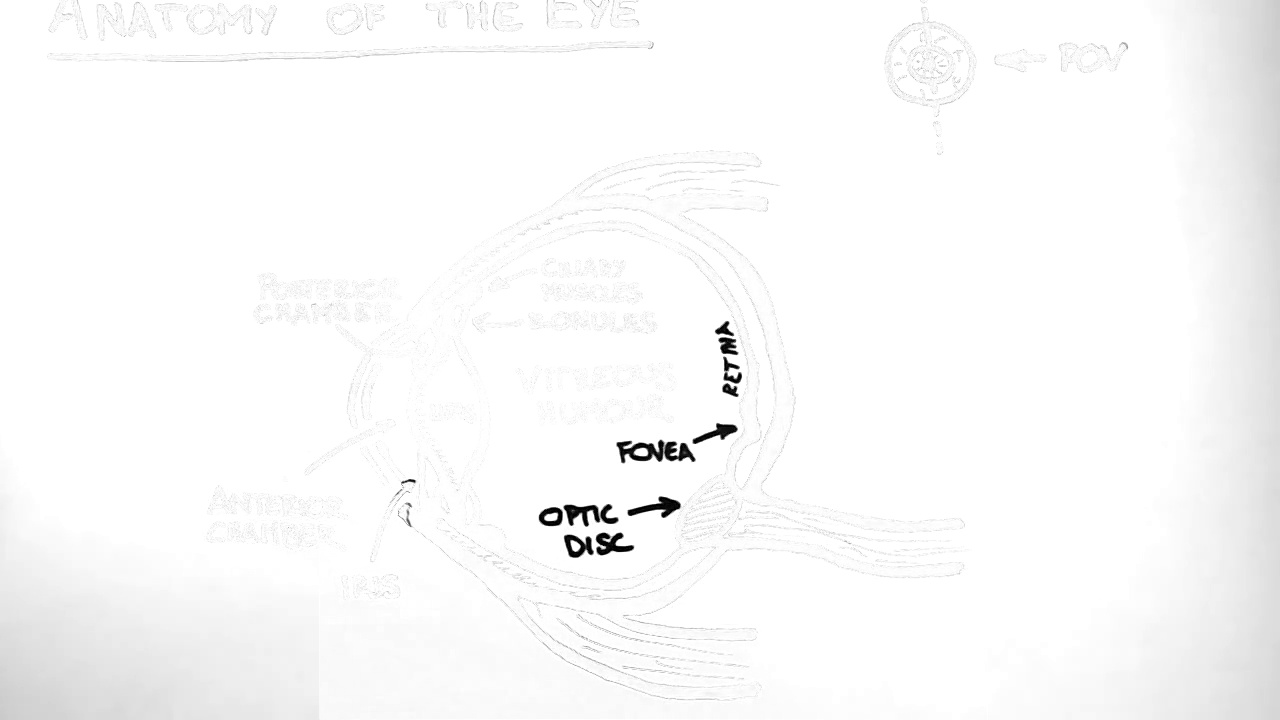 ANATOMY OF THE EYE
POV
POSTERIOR
CHAMBER
CILIARY
MUSCLES
ZONULES
RETINA
VITREOUS
HUMOUR
FOVEA
OPTIC
DISC
ANTERIOR
CHAMBER
IRIS